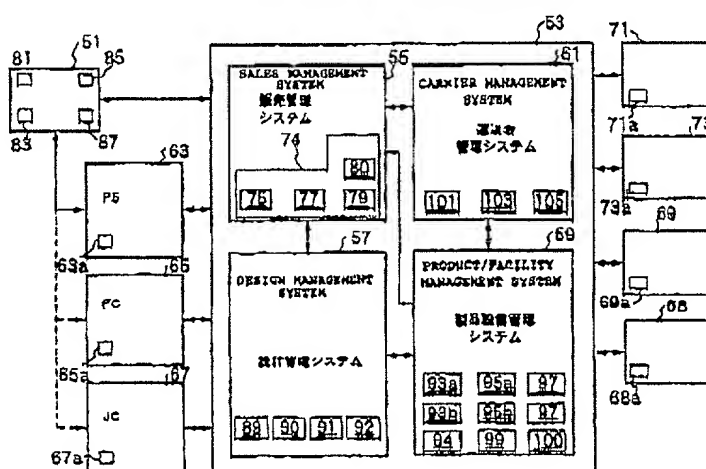 53
51
81
85
83
87
55
SALES MANAGEMENT
SYSTEM
販売管理
システム
74
80
76
77
79
61
CARRIER MANAGEMENT
SYSTEM
運送者
管理システム
101
103
105
71
71a
73
73a
63
PS
63a
65
FC
65a
67
JC
67a
57
DESIGN MANAGEMENT
SYSTEM
設計管理システム
89
90
91
92
59
PRODUCT/FACILITY
MANAGEMENT SYSTEM
製品設備管理
システム
93a
95a
97
93b
95b
97
94
99
100
69
69a
68
68a